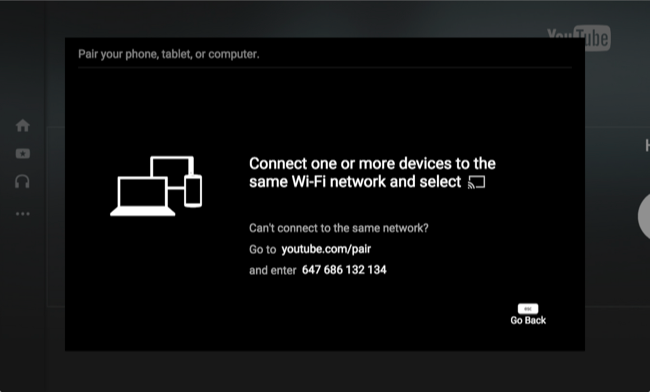 YouTube
Pair your phone, tablet, or computer.
Connect one or more devices to the
same Wi-Fi network and select
Can't connect to the same network?
Go to youtube.com/pair
and enter 647 686 132 134
Go Back